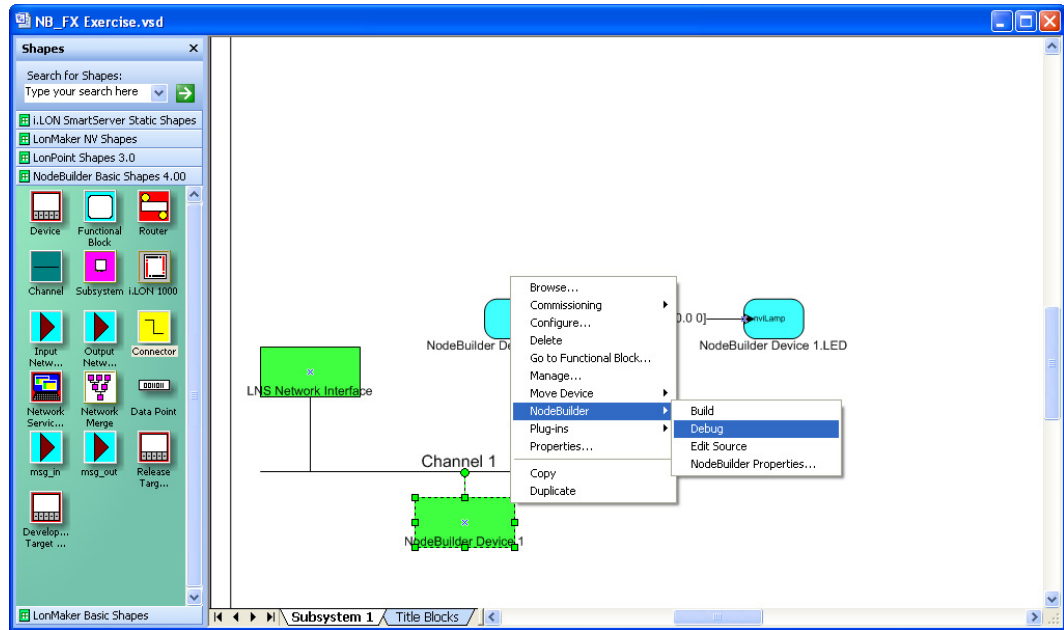 NB_FX Exercise.vsd
Shapes
Search for Shapes:
Type your search here
i.LON SmartServer Static Shapes
LonMaker NV Shapes
LonPoint Shapes 3.0
NodeBuilder Basic Shapes 4.00
Device
Functional
Block
Router
Channel
Subsystem
i.LON 1000
Input
Netw...
Output
Netw...
Connector
Network
Servic...
Network
Merge
Data Point
msg_in
msg_out
Release
Targ...
Develop...
Target ...
LonMaker Basic Shapes
NodeBuilder De
0.0 0]
nviLamp
NodeBuilder Device 1.LED
LNS Network Interface
Channel 1
NodeBuilder Device 1
Browse...
Commissioning
Configure...
Delete
Go to Functional Block...
Manage...
Move Device
NodeBuilder
Plug-ins
Properties...
Copy
Duplicate
Build
Debug
Edit Source
NodeBuilder Properties...
Subsystem 1
Title Blocks